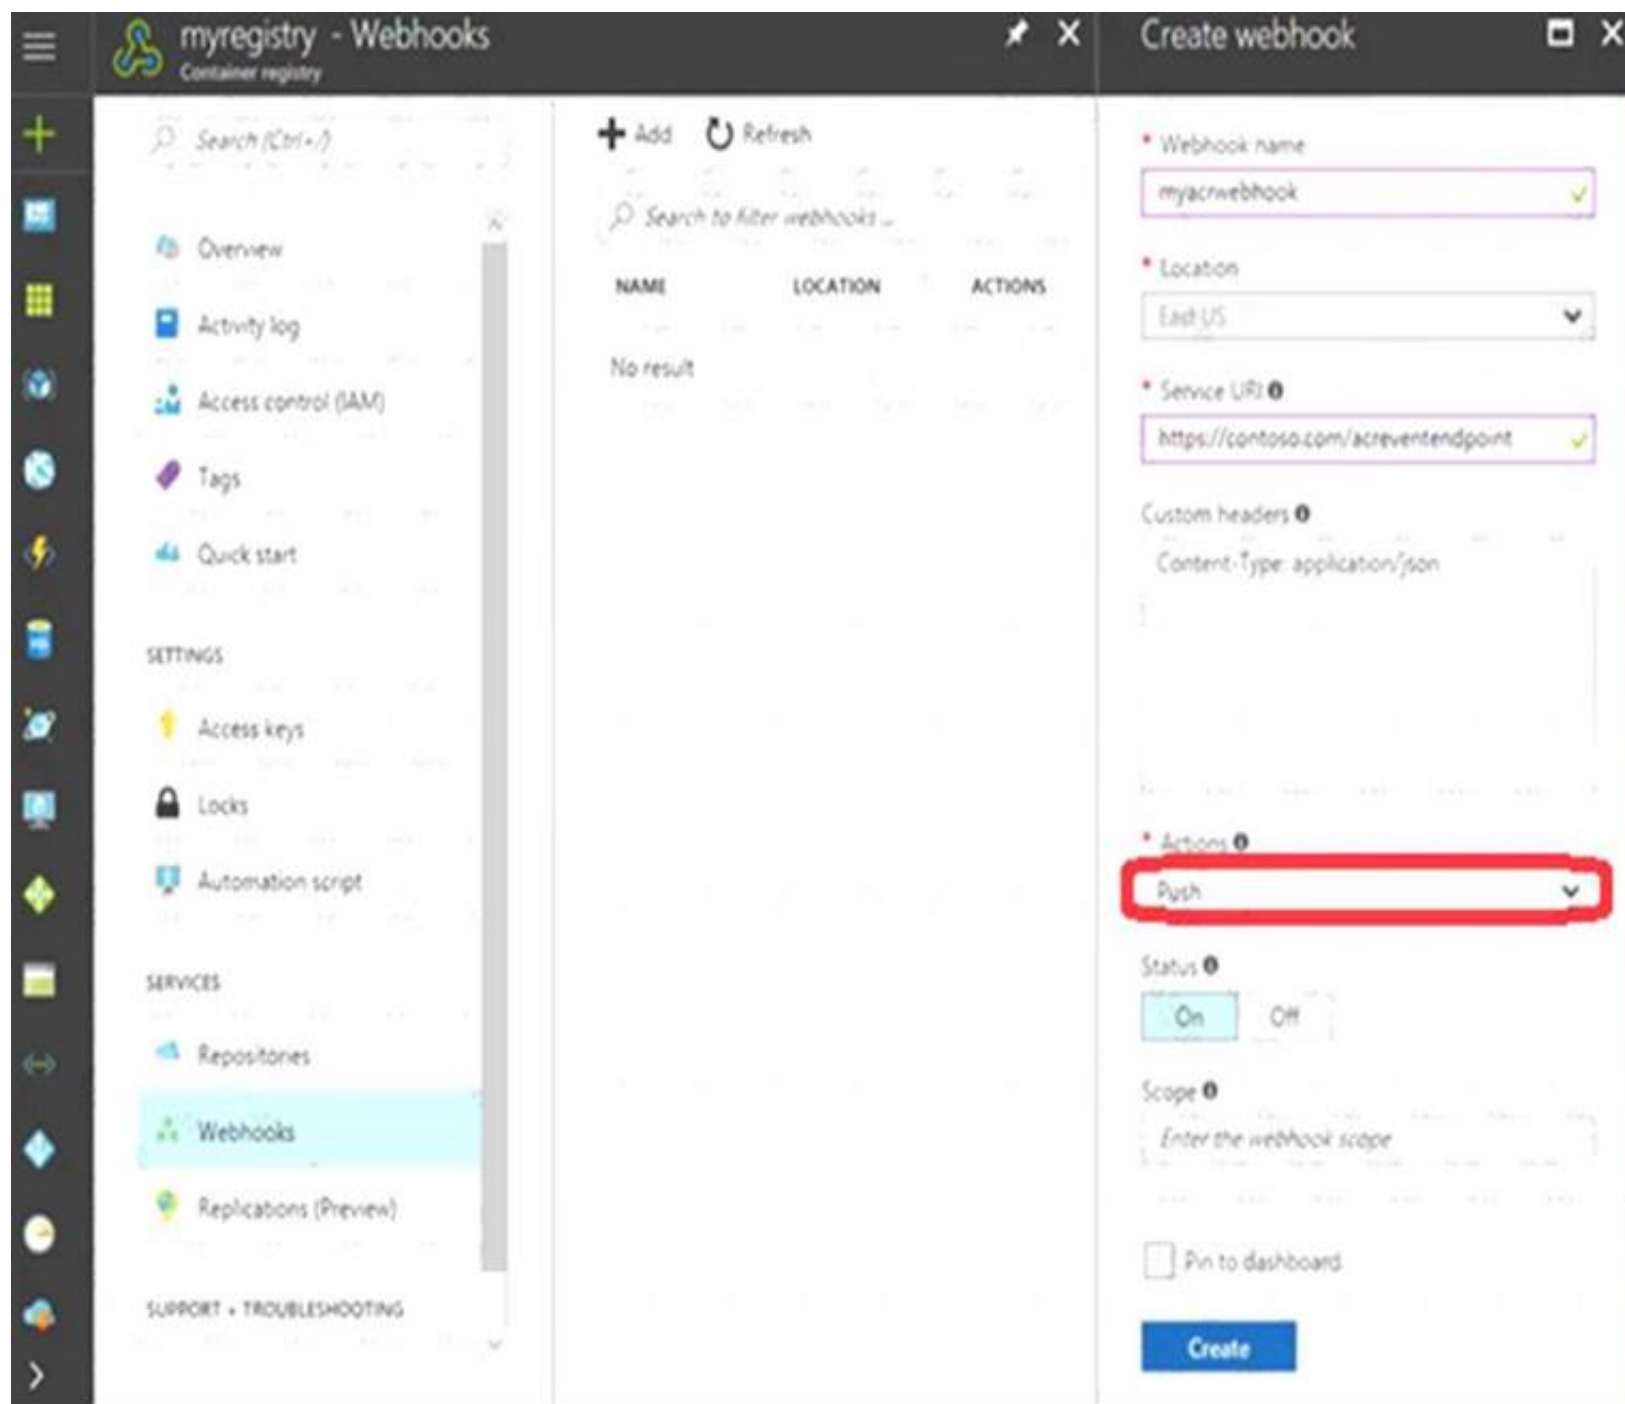 myregistry - Webhooks
Container registry
Search (Ctrl+/)
Overview
Activity log
Access control (IAM)
Tags
Quick start
SETTINGS
Access keys
Locks
Automation script
SERVICES
Repositories
Webhooks
Replications (Preview)
SUPPORT + TROUBLESHOOTING
Add Refresh
Search to filter webhooks ...
NAME LOCATION ACTIONS
No result
Create webhook
* Webhook name
myacrwebhook
* Location
East US
* Service URI
https://contoso.com/acreventendpoint
Custom headers
Content-Type: application/json
* Actions
Push
Status
On Off
Scope
Enter the webhook scope
Pin to dashboard
Create